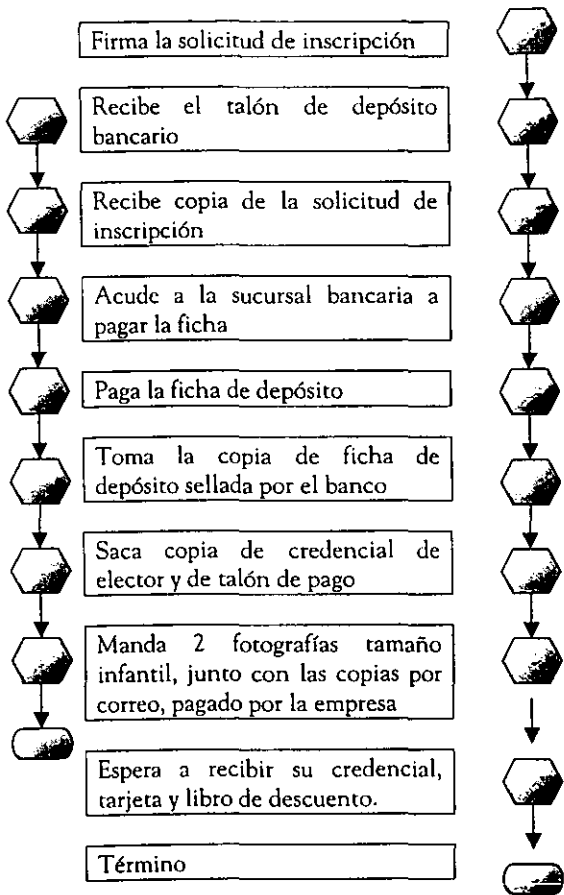 Firma la solicitud de inscripción
Recibe el talón de depósito
bancario
Recibe copia de la solicitud de
inscripción
Acude a la sucursal bancaria a
pagar la ficha
Paga la ficha de depósito
Toma la copia de ficha de
depósito sellada por el banco
Saca copia de credencial de
elector y de talón de pago
Manda 2 fotografías tamaño
infantil, junto con las copias por
correo, pagado por la empresa
Espera a recibir su credencial,
tarjeta y libro de descuento.
Término